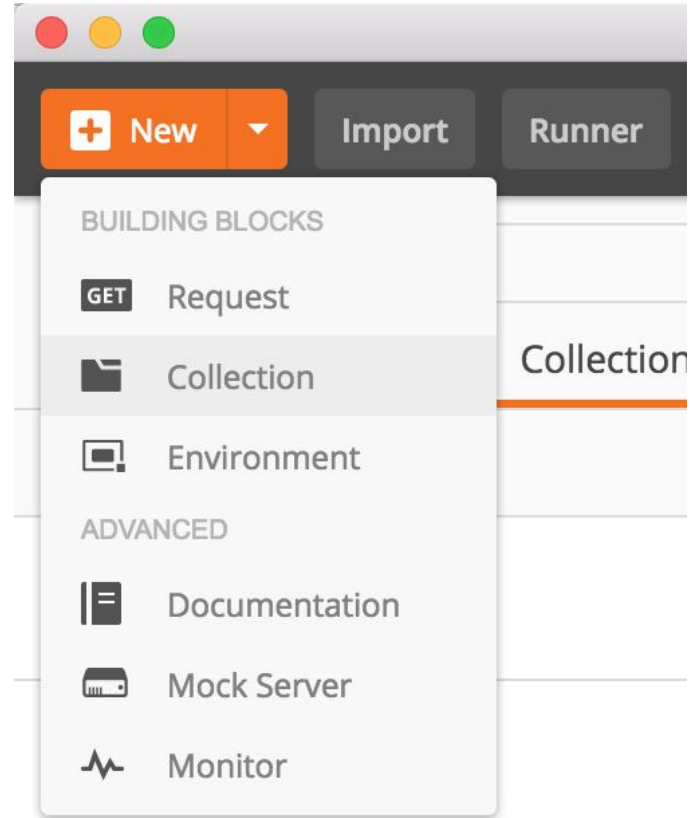 New Import Runner
BUILDING BLOCKS
GET Request
Collection
Environment
ADVANCED
Documentation
Mock Server
Monitor
Collection